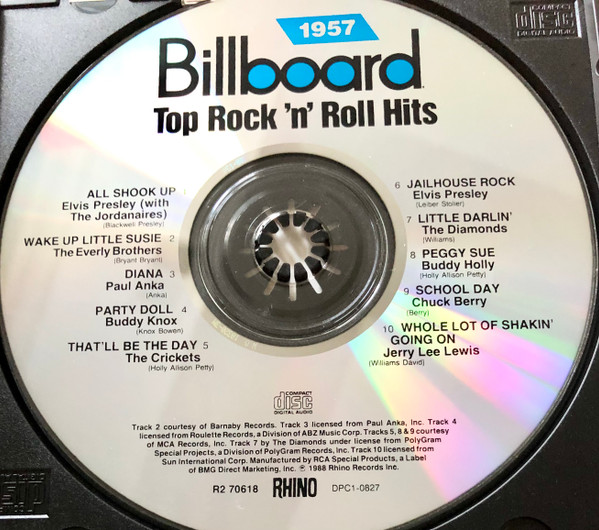 1957
Billboard
Top Rock 'n' Roll Hits
ALL SHOOK UP 1
Elvis Presley (with
The Jordanaires)
(Blackwell Presley)
WAKE UP LITTLE SUSIE 2
The Everly Brothers
(Bryant Bryant)
DIANA 3
Paul Anka
(Anka)
PARTY DOLL 4
Buddy Knox
(Knox Bowen)
THAT'LL BE THE DAY 5
The Crickets
(Holly Allison Petty)
6 JAILHOUSE ROCK
Elvis Presley
(Leiber Stoller)
7 LITTLE DARLIN'
The Diamonds
(Williams)
8 PEGGY SUE
Buddy Holly
(Holly Allison Petty)
9 SCHOOL DAY
Chuck Berry
(Berry)
10 WHOLE LOT OF SHAKIN'
GOING ON
Jerry Lee Lewis
(Williams David)
COMPACT
disc
DIGITAL AUDIO
Track 2 courtesy of Barnaby Records. Track 3 licensed from Paul Anka, Inc. Track 4
licensed from Roulette Records, a Division of ABZ Music Corp. Tracks 5, 8 & 9 courtesy
of MCA Records, Inc. Track 7 by The Diamonds under license from PolyGram
Special Projects, a Division of PolyGram Records, Inc. Track 10 licensed from
Sun International Corp. Manufactured by RCA Special Products, a Label
of BMG Direct Marketing, Inc. ℗ 1988 Rhino Records Inc.
R2 70618 RHINO DPC1-0827
COMPACT
disc
DIGITAL AUDIO